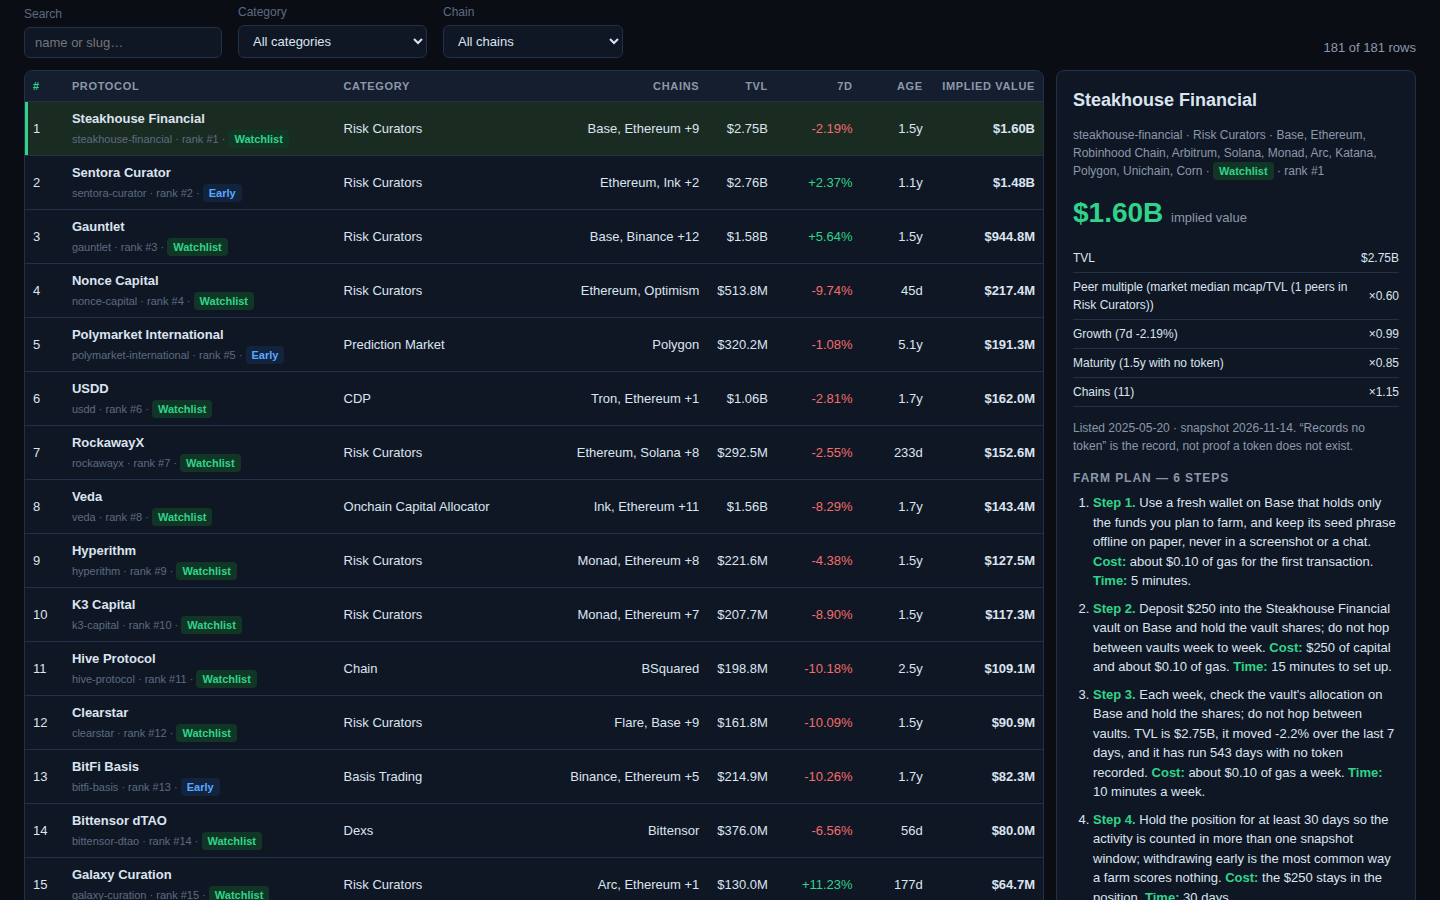 Search
Category
Chain
name or slug…
All categories
All chains
181 of 181 rows
# PROTOCOL CATEGORY CHAINS TVL 7D AGE IMPLIED VALUE
1 Steakhouse Financial Risk Curators Base, Ethereum +9 $2.75B -2.19% 1.5y $1.60B
steakhouse-financial · rank #1 · Watchlist
2 Sentora Curator Risk Curators Ethereum, Ink +2 $2.76B +2.37% 1.1y $1.48B
sentora-curator · rank #2 · Early
3 Gauntlet Risk Curators Base, Binance +12 $1.58B +5.64% 1.5y $944.8M
gauntlet · rank #3 · Watchlist
4 Nonce Capital Risk Curators Ethereum, Optimism $513.8M -9.74% 45d $217.4M
nonce-capital · rank #4 · Watchlist
5 Polymarket International Prediction Market Polygon $320.2M -1.08% 5.1y $191.3M
polymarket-international · rank #5 · Early
6 USDD CDP Tron, Ethereum +1 $1.06B -2.81% 1.7y $162.0M
usdd · rank #6 · Watchlist
7 RockawayX Risk Curators Ethereum, Solana +8 $292.5M -2.55% 233d $152.6M
rockawayx · rank #7 · Watchlist
8 Veda Onchain Capital Allocator Ink, Ethereum +11 $1.56B -8.29% 1.7y $143.4M
veda · rank #8 · Watchlist
9 Hyperithm Risk Curators Monad, Ethereum +8 $221.6M -4.38% 1.5y $127.5M
hyperithm · rank #9 · Watchlist
10 K3 Capital Risk Curators Monad, Ethereum +7 $207.7M -8.90% 1.5y $117.3M
k3-capital · rank #10 · Watchlist
11 Hive Protocol Chain BSquared $198.8M -10.18% 2.5y $109.1M
hive-protocol · rank #11 · Watchlist
12 Clearstar Risk Curators Flare, Base +9 $161.8M -10.09% 1.5y $90.9M
clearstar · rank #12 · Watchlist
13 BitFi Basis Basis Trading Binance, Ethereum +5 $214.9M -10.26% 1.7y $82.3M
bitfi-basis · rank #13 · Early
14 Bittensor dTAO Dexs Bittensor $376.0M -6.56% 56d $80.0M
bittensor-dtao · rank #14 · Watchlist
15 Galaxy Curation Risk Curators Arc, Ethereum +1 $130.0M +11.23% 177d $64.7M
galaxy-curation · rank #15 · Watchlist
Steakhouse Financial
steakhouse-financial · Risk Curators · Base, Ethereum,
Robinhood Chain, Arbitrum, Solana, Monad, Arc, Katana,
Polygon, Unichain, Corn · Watchlist · rank #1
$1.60B implied value
TVL $2.75B
Peer multiple (market median mcap/TVL (1 peers in
Risk Curators)) ×0.60
Growth (7d -2.19%) ×0.99
Maturity (1.5y with no token) ×0.85
Chains (11) ×1.15
Listed 2025-05-20 · snapshot 2026-11-14. “Records no
token” is the record, not proof a token does not exist.
FARM PLAN — 6 STEPS
1. Step 1. Use a fresh wallet on Base that holds only
the funds you plan to farm, and keep its seed phrase
offline on paper, never in a screenshot or a chat.
Cost: about $0.10 of gas for the first transaction.
Time: 5 minutes.
2. Step 2. Deposit $250 into the Steakhouse Financial
vault on Base and hold the vault shares; do not hop
between vaults week to week. Cost: $250 of capital
and about $0.10 of gas. Time: 15 minutes to set up.
3. Step 3. Each week, check the vault's allocation on
Base and hold the shares; do not hop between
vaults. TVL is $2.75B, it moved -2.2% over the last 7
days, and it has run 543 days with no token
recorded. Cost: about $0.10 of gas a week. Time:
10 minutes a week.
4. Step 4. Hold the position for at least 30 days so the
activity is counted in more than one snapshot
window; withdrawing early is the most common way
a farm scores nothing. Cost: the $250 stays in the
position. Time: 30 days.